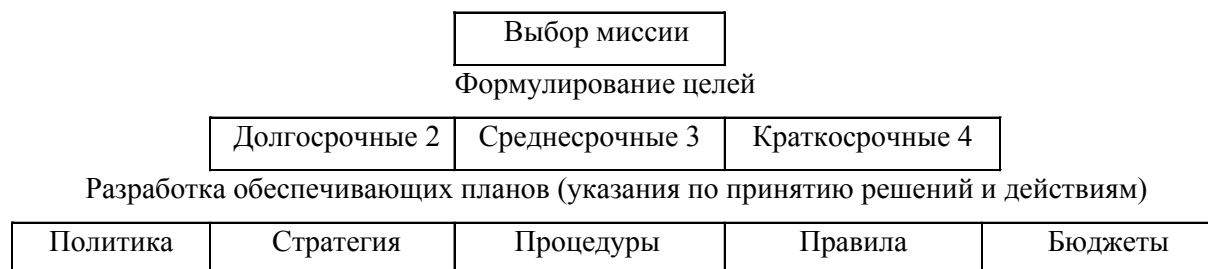 Выбор миссии
Формулирование целей
Долгосрочные 2 Среднесрочные 3 Краткосрочные 4
Разработка обеспечивающих планов (указания по принятию решений и действиям)
Политика Стратегия Процедуры Правила Бюджеты